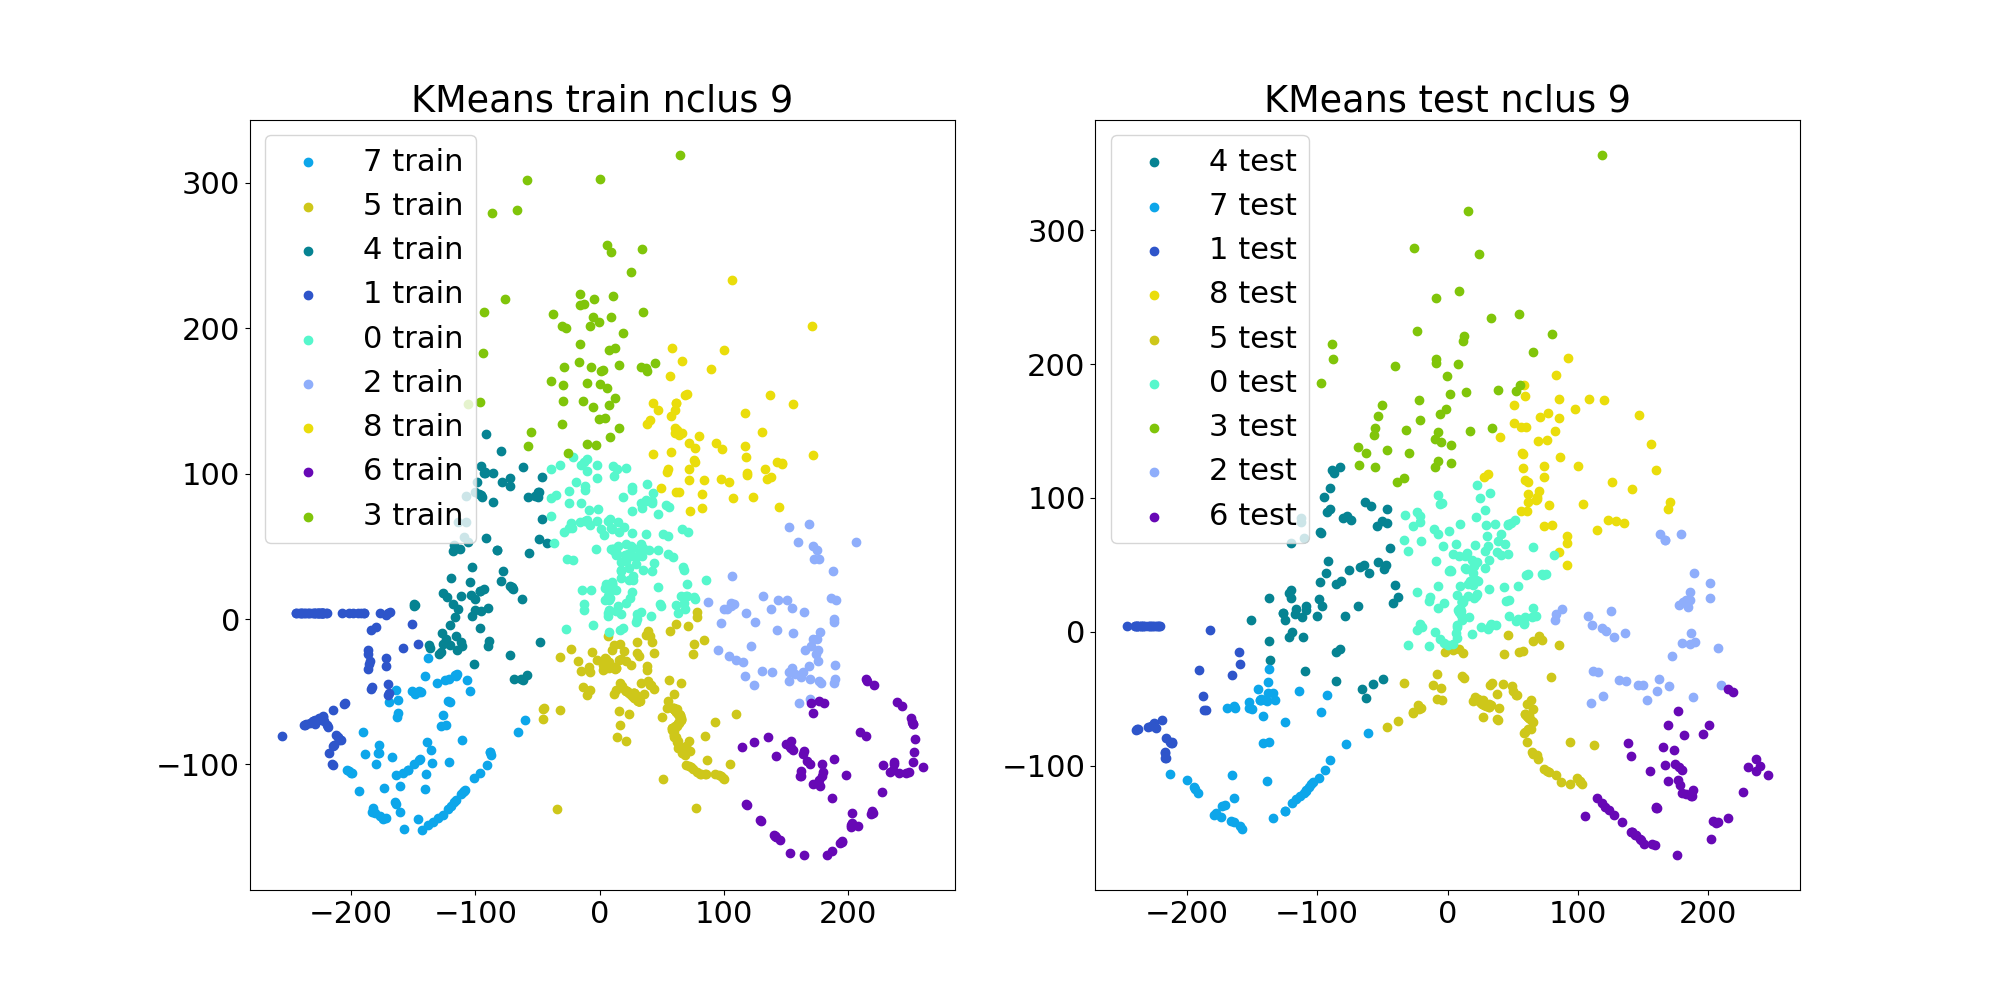 KMeans train nclus 9
7 train
5 train
4 train
1 train
0 train
2 train
8 train
6 train
3 train
300
200
100
0
−100
−200
−100
0
100
200
KMeans test nclus 9
4 test
7 test
1 test
8 test
5 test
0 test
3 test
2 test
6 test
300
200
100
0
−100
−200
−100
0
100
200